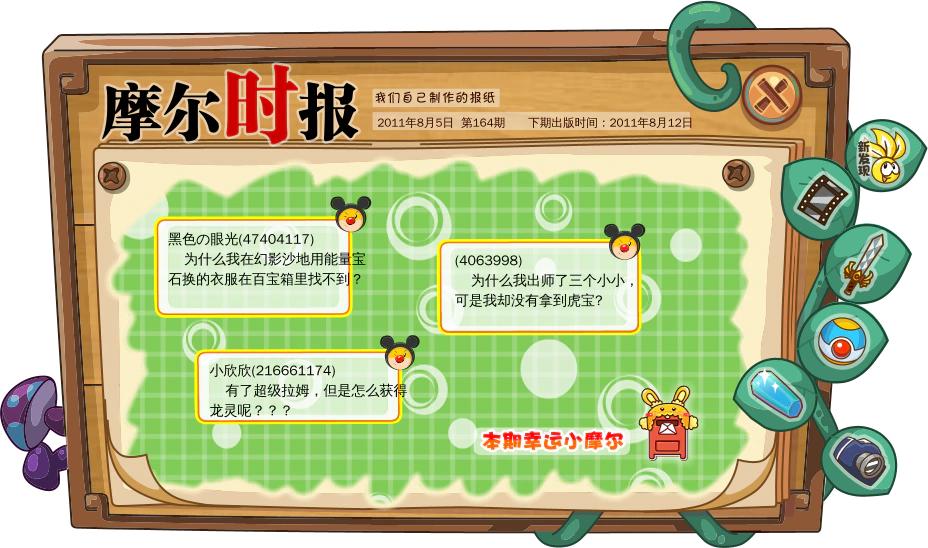 摩尔时报
我们自己制作的报纸
2011年8月5日 第164期 下期出版时间：2011年8月12日
新发现
黑色の眼光(47404117)
为什么我在幻影沙地用能量宝
石换的衣服在百宝箱里找不到？
(4063998)
为什么我出师了三个小小，
可是我却没有拿到虎宝?
小欣欣(216661174)
有了超级拉姆，但是怎么获得
龙灵呢？？？
本期幸运小摩尔